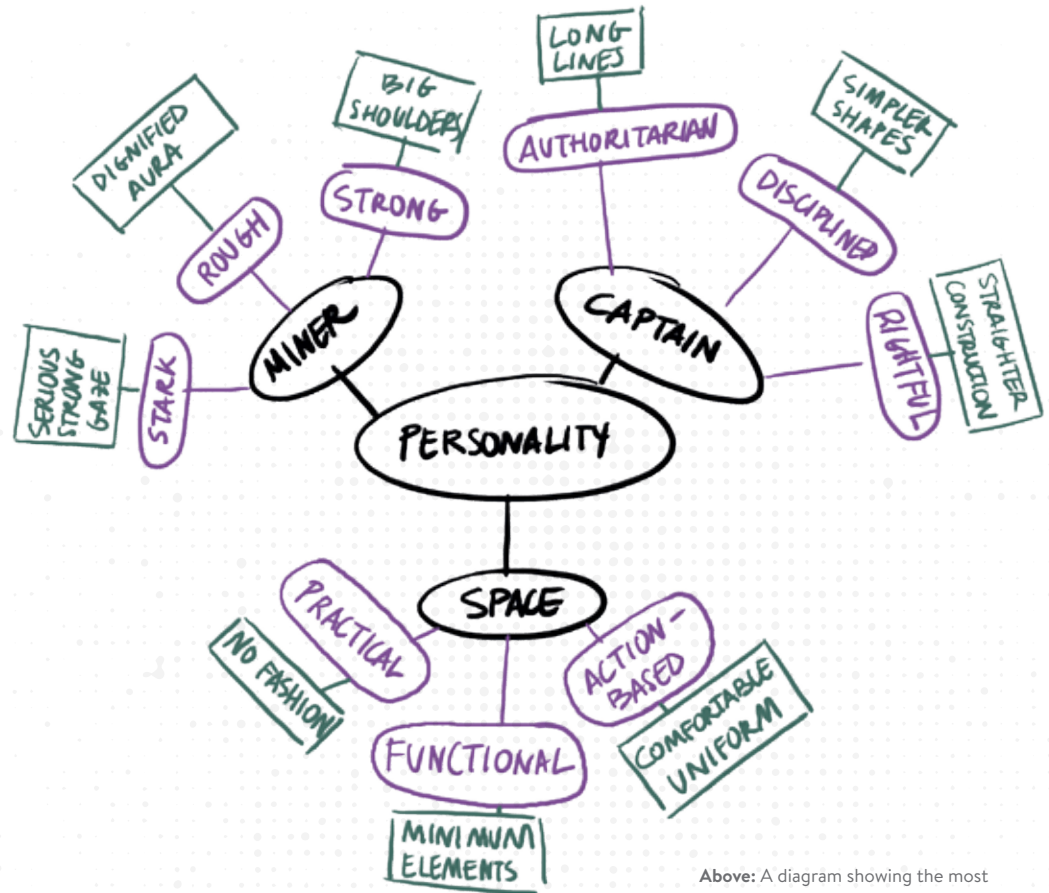 LONG
LINES
BIG
SHOULDERS
SIMPLER
SHAPES
DIGNIFIED
AURA
AUTHORITARIAN
STRONG
DISCIPLINED
ROUGH
STRAIGHTER
CONSTRUCTION
MINER
CAPTAIN
RIGHTFUL
SERIOUS
STRONG
GAZE
STARK
PERSONALITY
SPACE
PRACTICAL
ACTION-
BASED
NO FASHION
COMFORTABLE
UNIFORM
FUNCTIONAL
MINIMUM
ELEMENTS
Above: A diagram showing the most